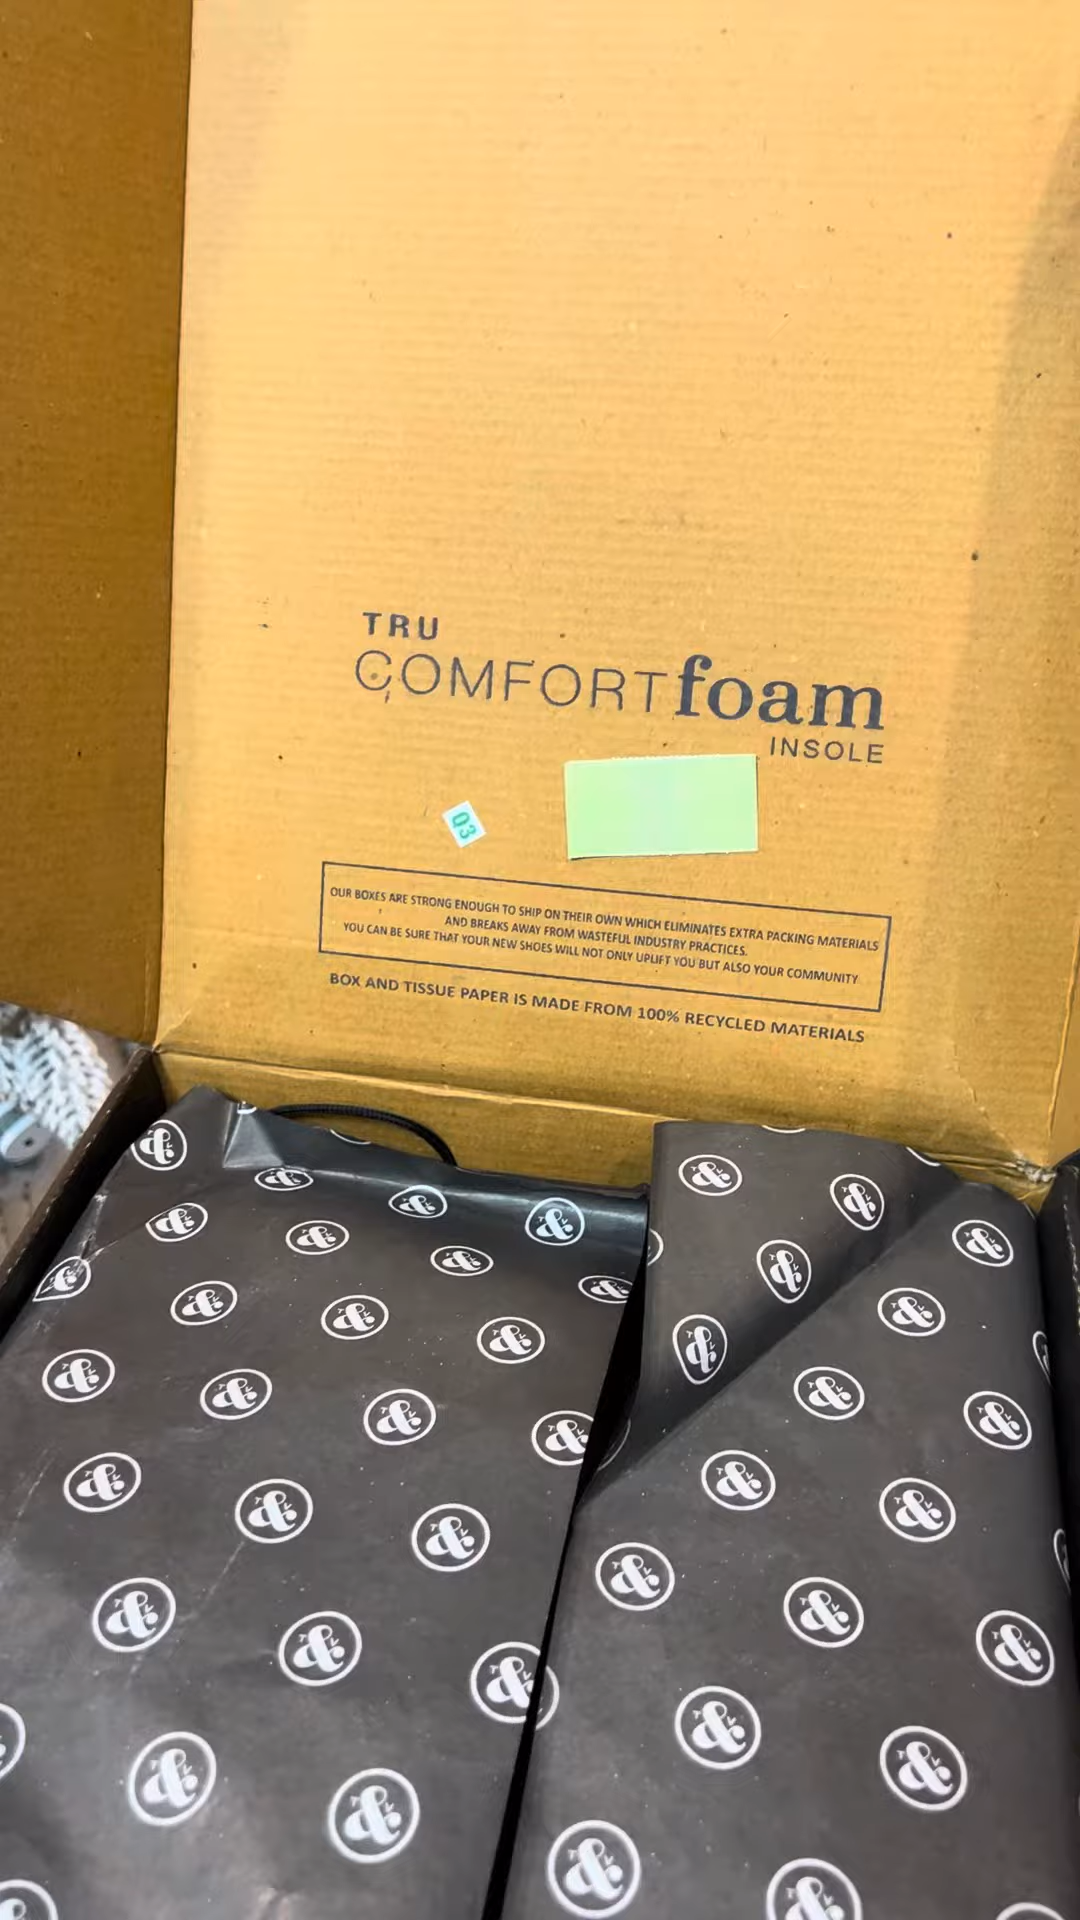 TRU
COMFORTfoam
INSOLE
03
OUR BOXES ARE STRONG ENOUGH TO SHIP ON THEIR OWN WHICH ELIMINATES EXTRA PACKING MATERIALS
AND BREAKS AWAY FROM WASTEFUL INDUSTRY PRACTICES.
YOU CAN BE SURE THAT YOUR NEW SHOES WILL NOT ONLY UPLIFT YOU BUT ALSO YOUR COMMUNITY
BOX AND TISSUE PAPER IS MADE FROM 100% RECYCLED MATERIALS